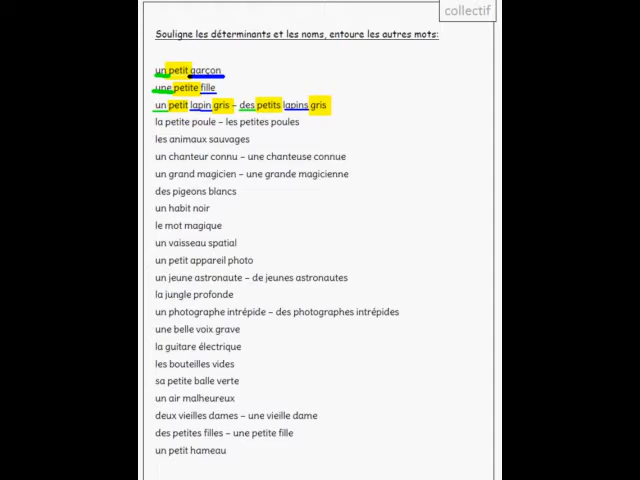 collectif
Souligne les déterminants et les noms, entoure les autres mots:
un petit garçon
une petite fille
un petit lapin gris – des petits lapins gris
la petite poule – les petites poules
les animaux sauvages
un chanteur connu – une chanteuse connue
un grand magicien – une grande magicienne
des pigeons blancs
un habit noir
le mot magique
un vaisseau spatial
un petit appareil photo
un jeune astronaute – de jeunes astronautes
la jungle profonde
un photographe intrépide – des photographes intrépides
une belle voix grave
la guitare électrique
les bouteilles vides
sa petite balle verte
un air malheureux
deux vieilles dames – une vieille dame
des petites filles – une petite fille
un petit hameau